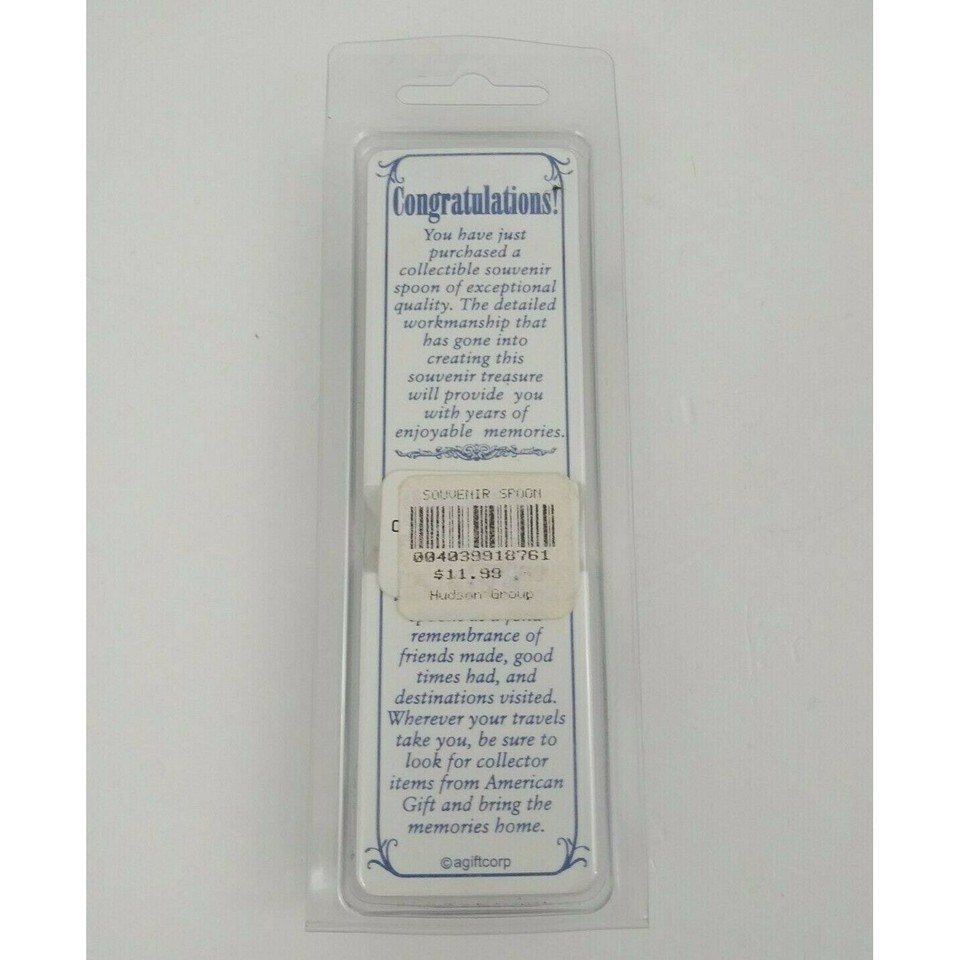 Congratulations!
You have just
purchased a
collectible souvenir
spoon of exceptional
quality. The detailed
workmanship that
has gone into
creating this
souvenir treasure
will provide you
with years of
enjoyable memories.
SOUVENIR SPOON
004039918761
$11.99
Hudson Group
remembrance of
friends made, good
times had, and
destinations visited.
Wherever your travels
take you, be sure to
look for collector
items from American
Gift and bring the
memories home.
©agiftcorp